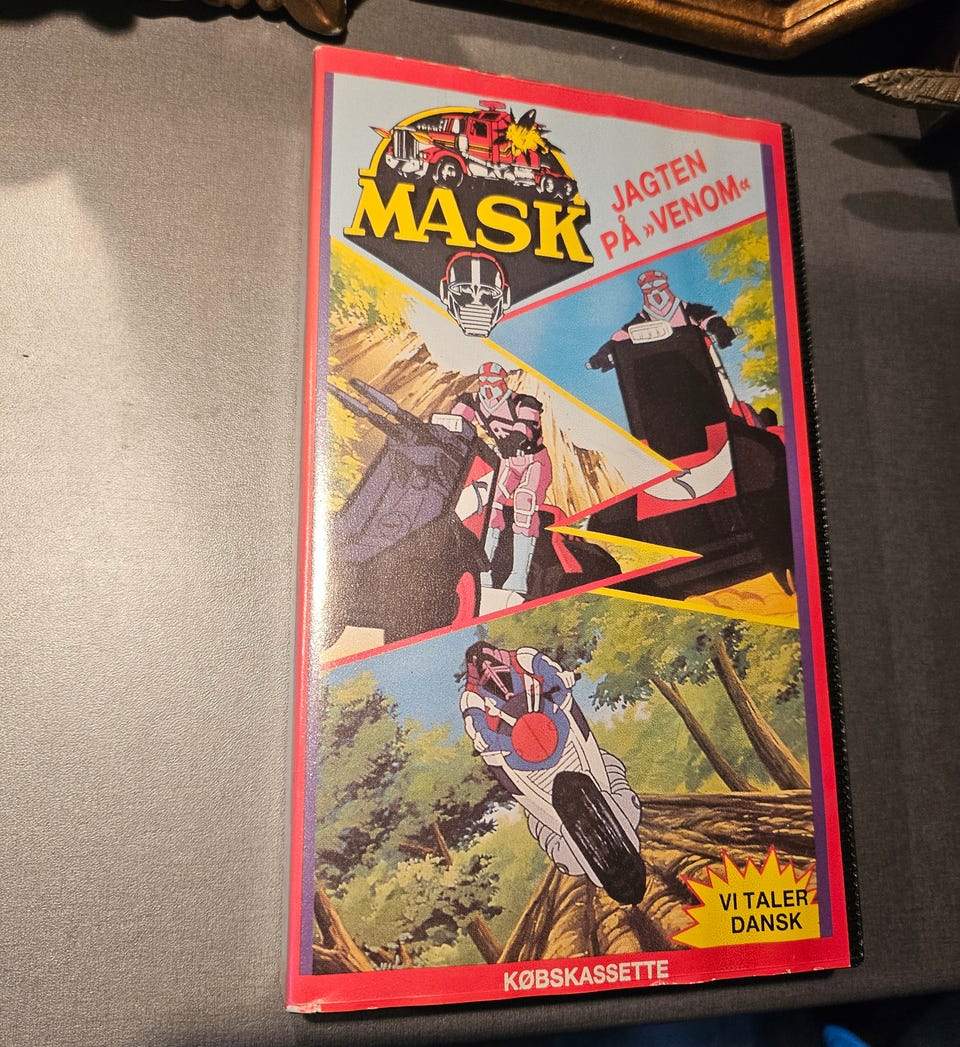 MASK
JAGTEN
PÅ »VENOM«
VI TALER
DANSK
KØBSKASSETTE